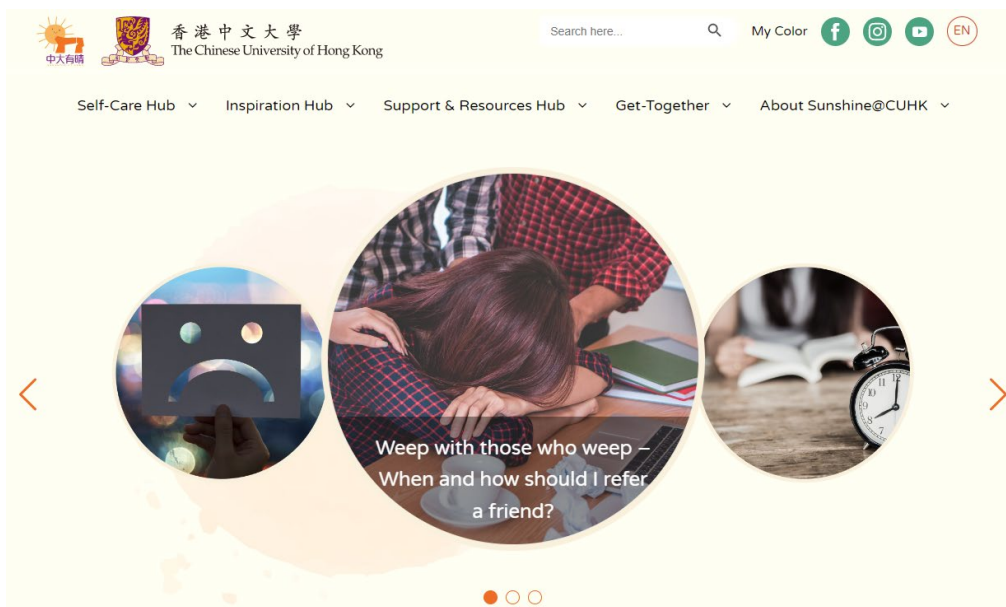 中大有晴
香港中文大學
The Chinese University of Hong Kong
Search here...
My Color
EN
Self-Care Hub
Inspiration Hub
Support & Resources Hub
Get-Together
About Sunshine@CUHK
Weep with those who weep –
When and how should I refer
a friend?